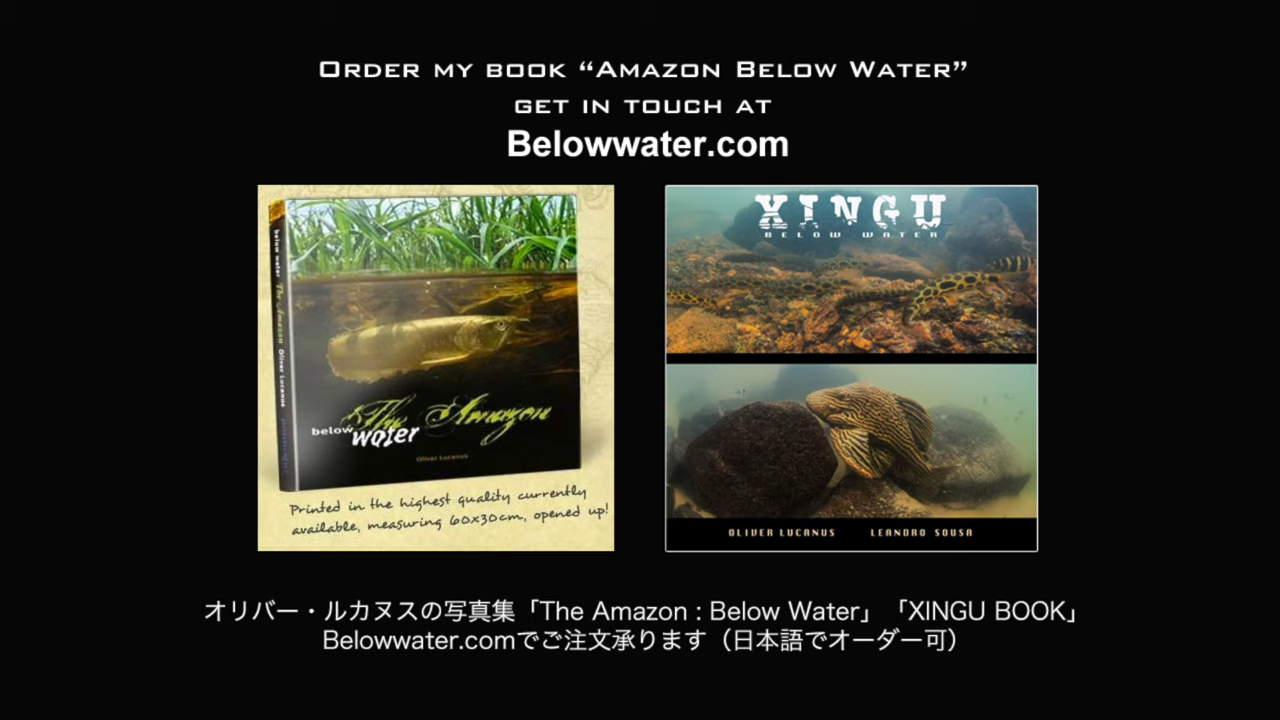 Order my book “Amazon Below Water”
get in touch at
Belowwater.com
below water The Amazon Oliver Lucanus
The Amazon
below water
Oliver Lucanus
Printed in the highest quality currently
available, measuring 60x30cm, opened up!
XINGU
BELOW WATER
OLIVER LUCANUS LEANDRO SOUSA
オリバー・ルカヌスの写真集「The Amazon : Below Water」「XINGU BOOK」
Belowwater.comでご注文承ります（日本語でオーダー可）